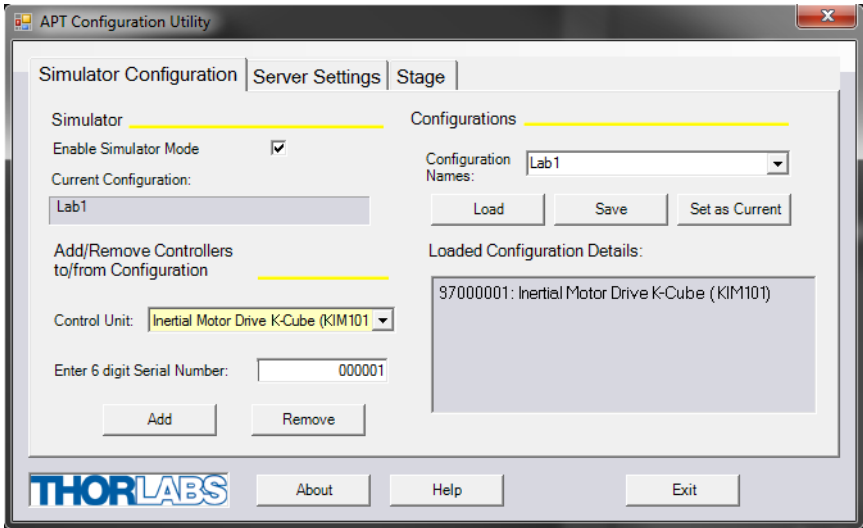 APT Configuration Utility
Simulator Configuration
Server Settings
Stage
Simulator
Enable Simulator Mode
Current Configuration:
Lab1
Add/Remove Controllers
to/from Configuration
Control Unit:
Inertial Motor Drive K-Cube (KIM101
Enter 6 digit Serial Number:
000001
Add
Remove
Configurations
Configuration
Names:
Lab1
Load
Save
Set as Current
Loaded Configuration Details:
97000001: Inertial Motor Drive K-Cube (KIM101)
THORLABS
About
Help
Exit